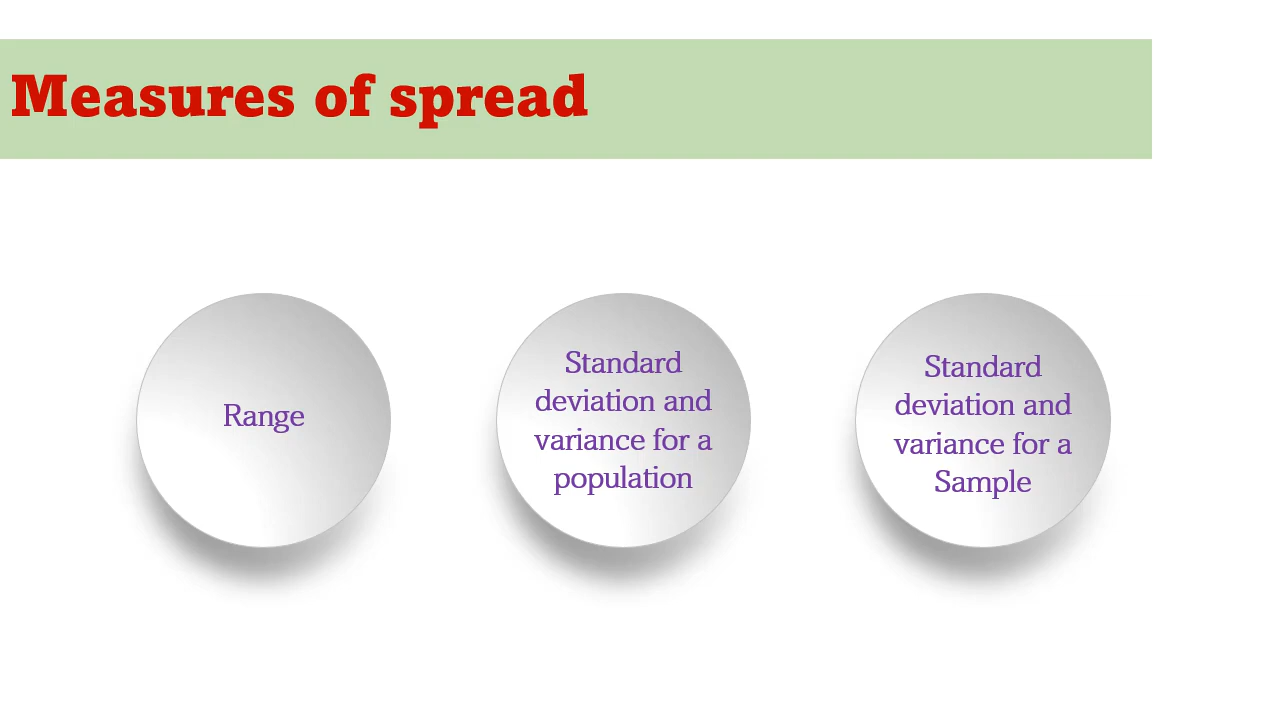 Measures of spread
Range
Standard
deviation and
variance for a
population
Standard
deviation and
variance for a
Sample